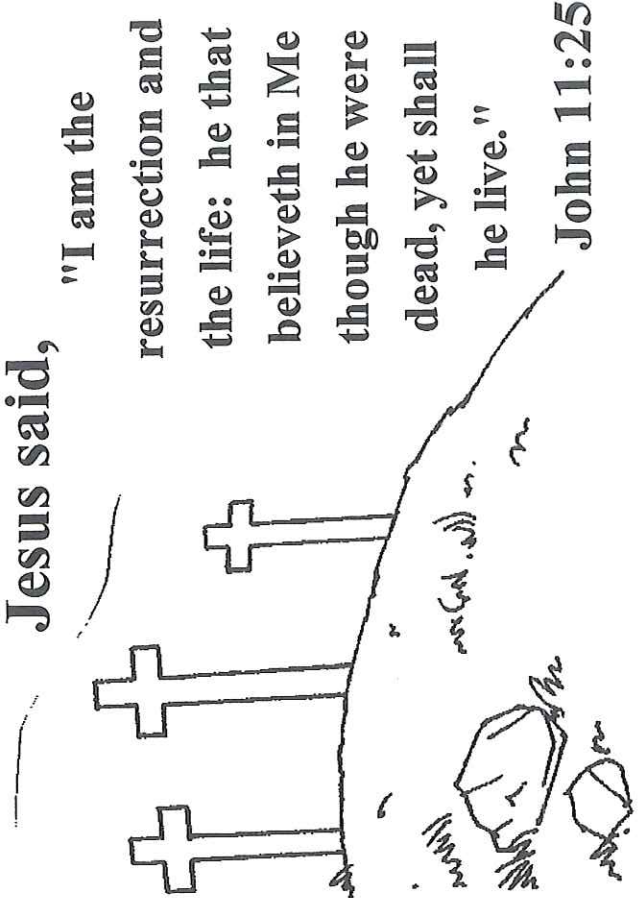 Jesus said,
"I am the
resurrection and
the life: he that
believeth in Me
though he were
dead, yet shall
he live."
John 11:25